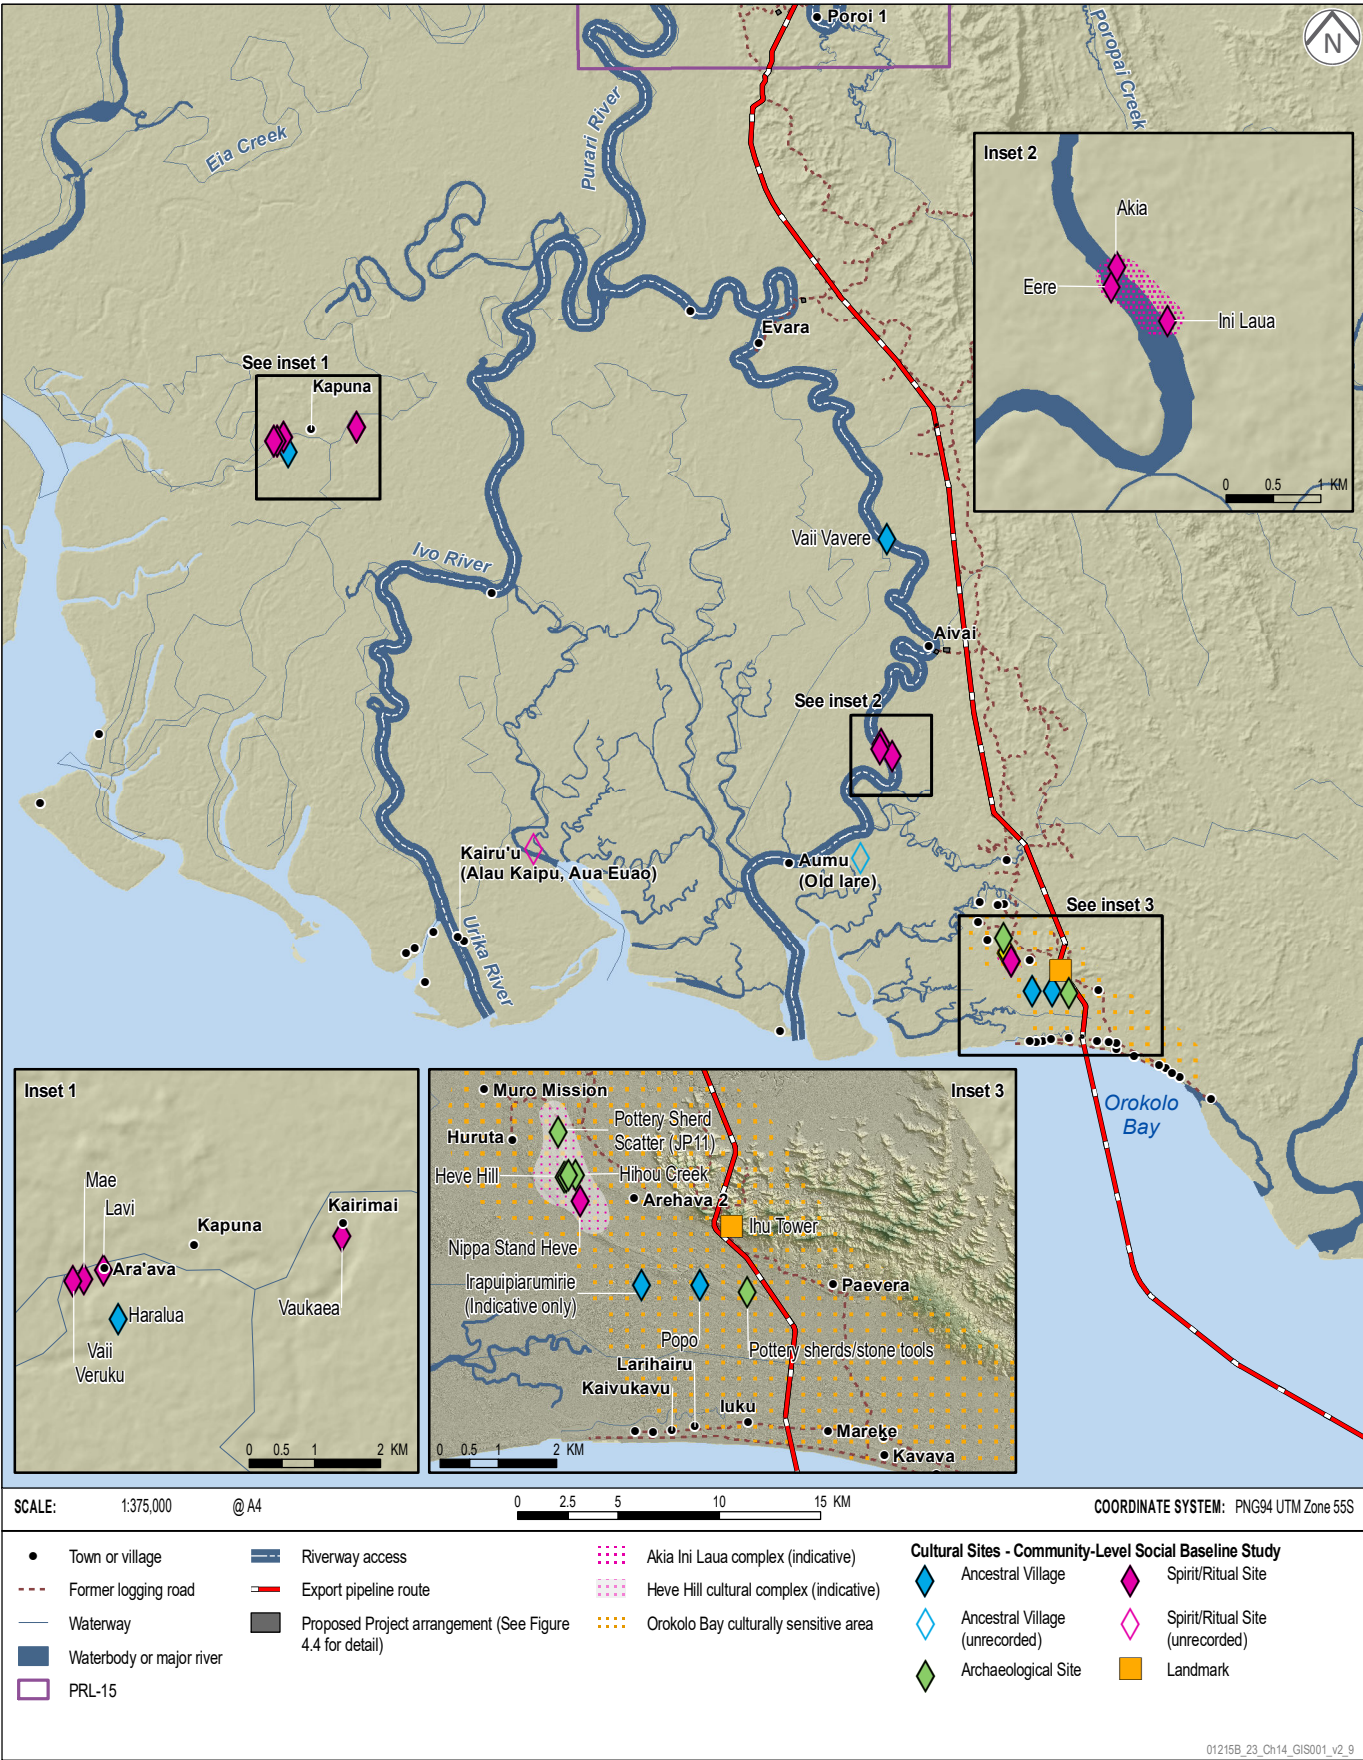 Poroi 1
N
Poropai Creek
Eia Creek
Purari River
Inset 2
Akia
Eere
Ini Laua
0 0.5 1 KM
Evara
See inset 1
Kapuna
Vaii Vavere
Ivo River
Aivai
See inset 2
Kairu'u
(Alau Kaipu, Aua Euao)
Aumu
(Old Iare)
See inset 3
Urika River
Orokolo
Bay
Inset 1
Mae
Lavi
Kapuna
Kairimai
Ara'ava
Haralua
Vaukaea
Vaii
Veruku
0 0.5 1 2 KM
Inset 3
Muro Mission
Pottery Sherd
Scatter (JP11)
Huruta
Heve Hill
Hihou Creek
Arehava 2
Ihu Tower
Nippa Stand Heve
Irapuipiarumirie
(Indicative only)
Paevera
Popo
Pottery sherds/stone tools
Larihairu
Kaivukavu
Iuku
Mareke
Kavava
0 0.5 1 2 KM
SCALE: 1:375,000 @ A4
0 2.5 5 10 15 KM
COORDINATE SYSTEM: PNG94 UTM Zone 55S
Town or village
Former logging road
Waterway
Waterbody or major river
PRL-15
Riverway access
Export pipeline route
Proposed Project arrangement (See Figure
4.4 for detail)
Akia Ini Laua complex (indicative)
Heve Hill cultural complex (indicative)
Orokolo Bay culturally sensitive area
Cultural Sites - Community-Level Social Baseline Study
Ancestral Village
Ancestral Village
(unrecorded)
Archaeological Site
Spirit/Ritual Site
Spirit/Ritual Site
(unrecorded)
Landmark
01215B_23_Ch14_GIS001_v2_9